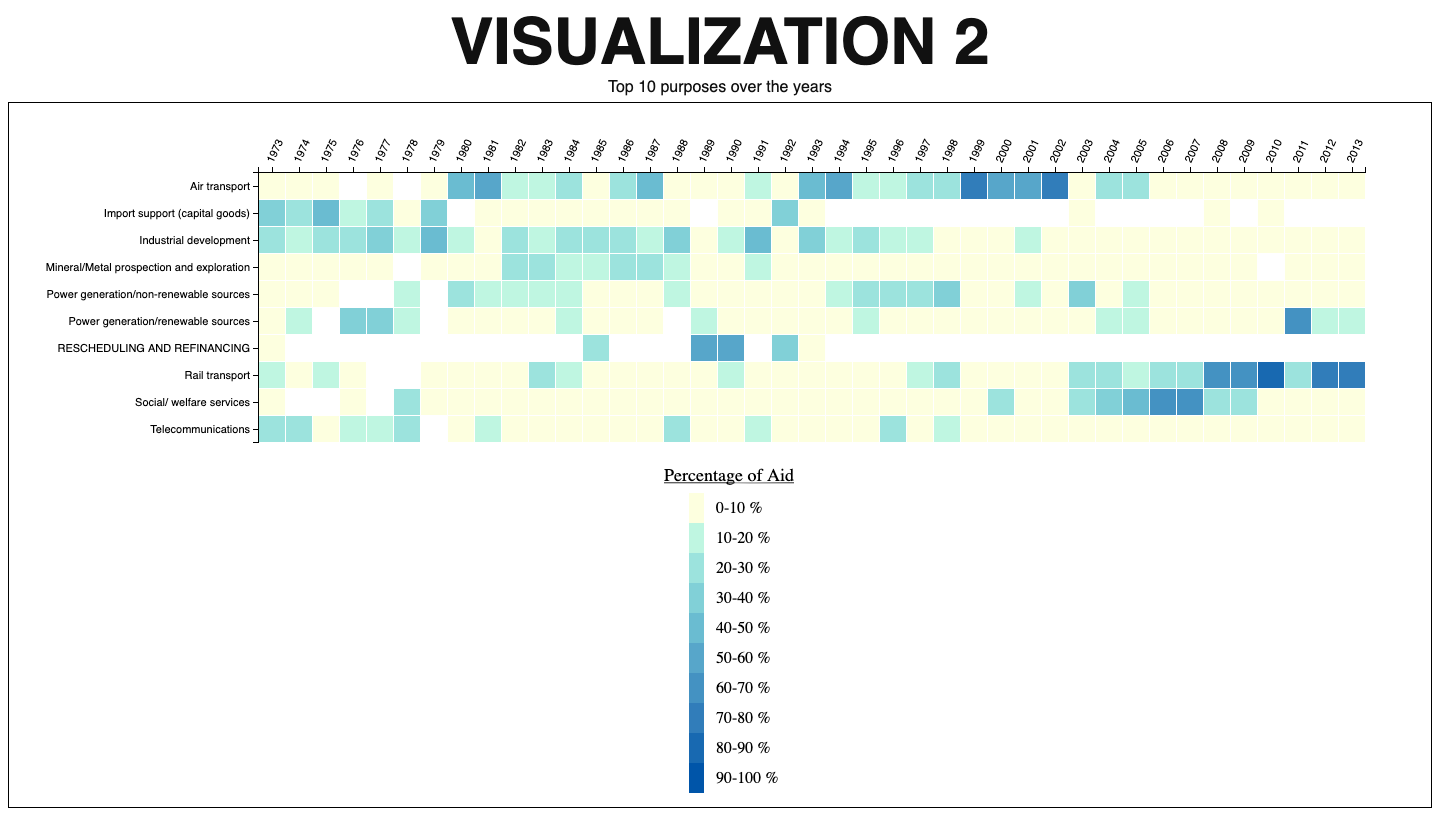 VISUALIZATION 2
Top 10 purposes over the years
1973 1974 1975 1976 1977 1978 1979 1980 1981 1982 1983 1984 1985 1986 1987 1988 1989 1990 1991 1992 1993 1994 1995 1996 1997 1998 1999 2000 2001 2002 2003 2004 2005 2006 2007 2008 2009 2010 2011 2012 2013
Air transport
Import support (capital goods)
Industrial development
Mineral/Metal prospection and exploration
Power generation/non-renewable sources
Power generation/renewable sources
RESCHEDULING AND REFINANCING
Rail transport
Social/ welfare services
Telecommunications
Percentage of Aid
0-10 %
10-20 %
20-30 %
30-40 %
40-50 %
50-60 %
60-70 %
70-80 %
80-90 %
90-100 %